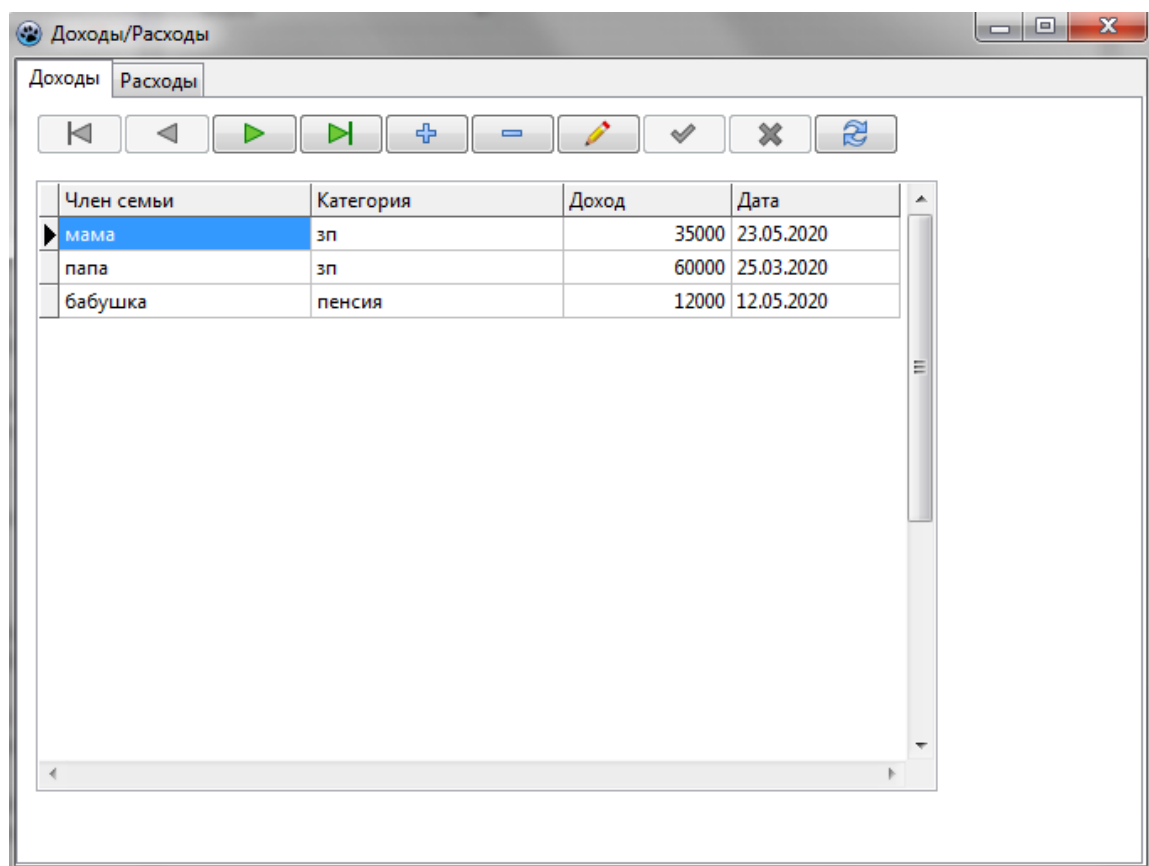 Доходы/Расходы
Доходы Расходы
Член семьи Категория Доход Дата
мама зп 35000 23.05.2020
папа зп 60000 25.03.2020
бабушка пенсия 12000 12.05.2020